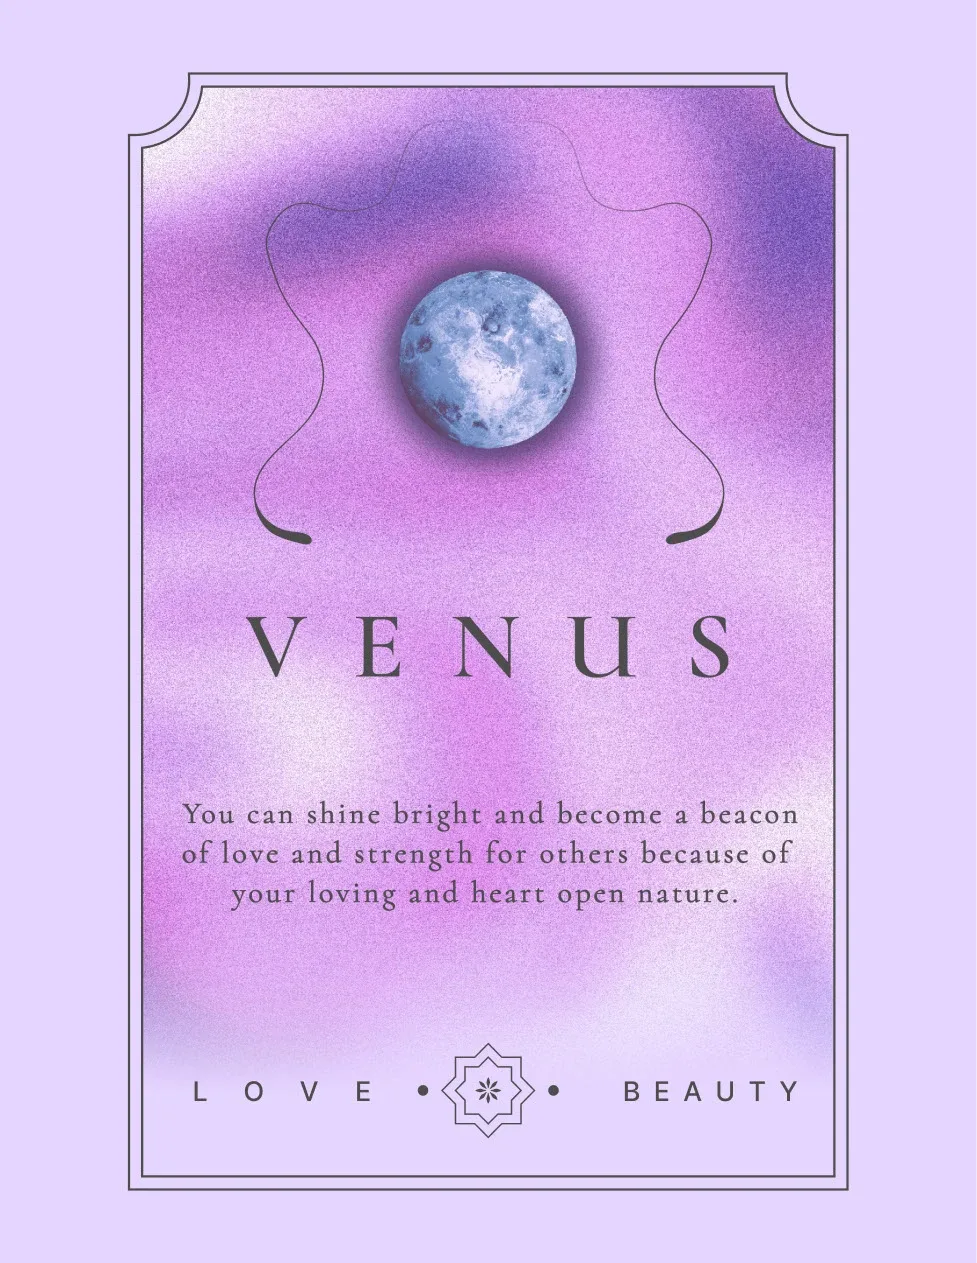 VENUS
You can shine bright and become a beacon
of love and strength for others because of
your loving and heart open nature.
LOVE • • BEAUTY